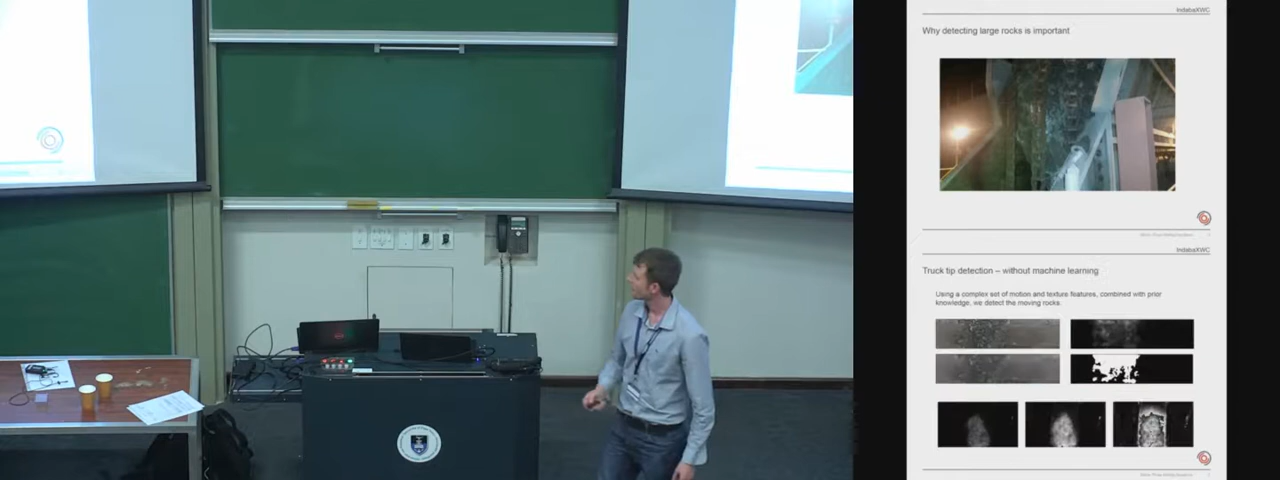 IndabaXWC
Why detecting large rocks is important
IndabaXWC
Truck tip detection – without machine learning
Using a complex set of motion and texture features, combined with prior
knowledge, we detect the moving rocks.